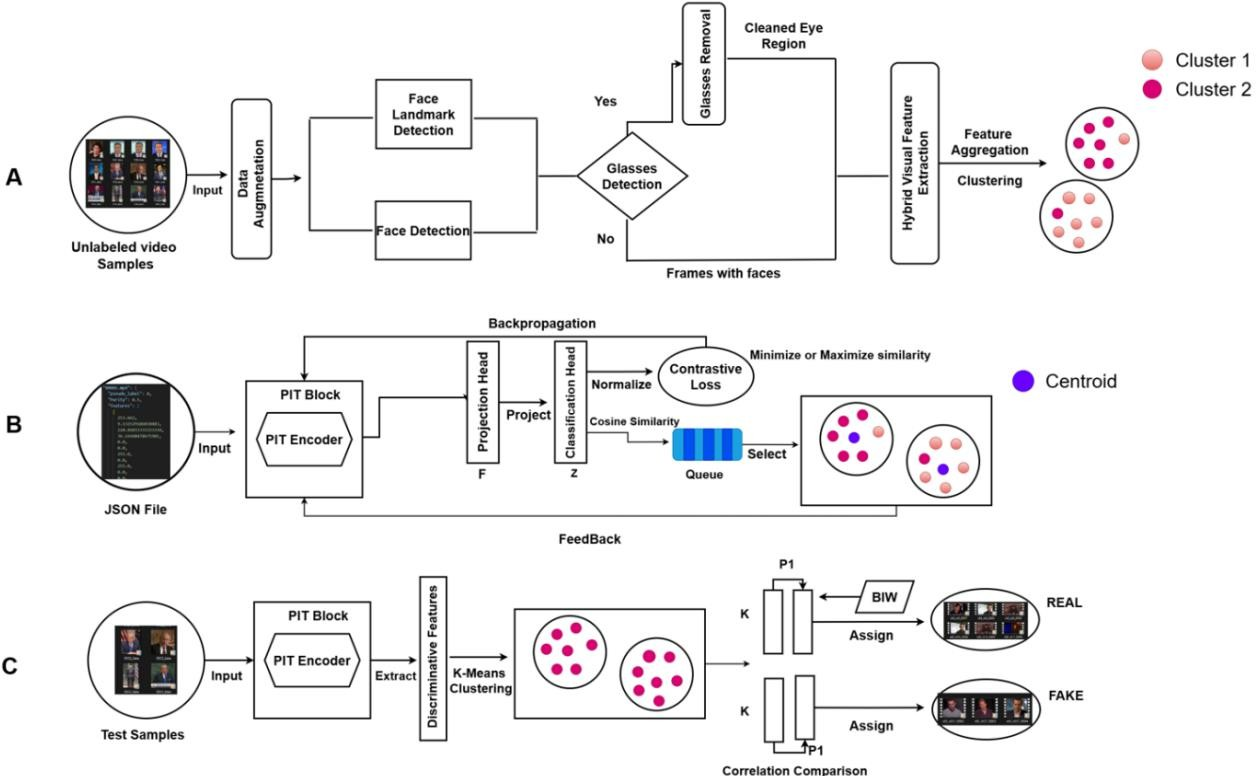 A
Unlabeled video
Samples
Input
Data
Augmnetation
Face
Landmark
Detection
Face Detection
Yes
Glasses
Detection
No
Glasses Removal
Cleaned Eye
Region
Frames with faces
Hybrid Visual Feature
Extraction
Feature
Aggregation
Clustering
Cluster 1
Cluster 2
B
Backpropagation
JSON File
Input
PIT Block
PIT Encoder
Projection Head
F
Project
Classification Head
Z
Normalize
Contrastive
Loss
Minimize or Maximize similarity
Cosine Similarity
Queue
Select
Centroid
FeedBack
C
Test Samples
Input
PIT Block
PIT Encoder
Extract
Discriminative Features
K-Means
Clustering
P1
K
BIW
Assign
REAL
K
P1
Assign
FAKE
Correlation Comparison